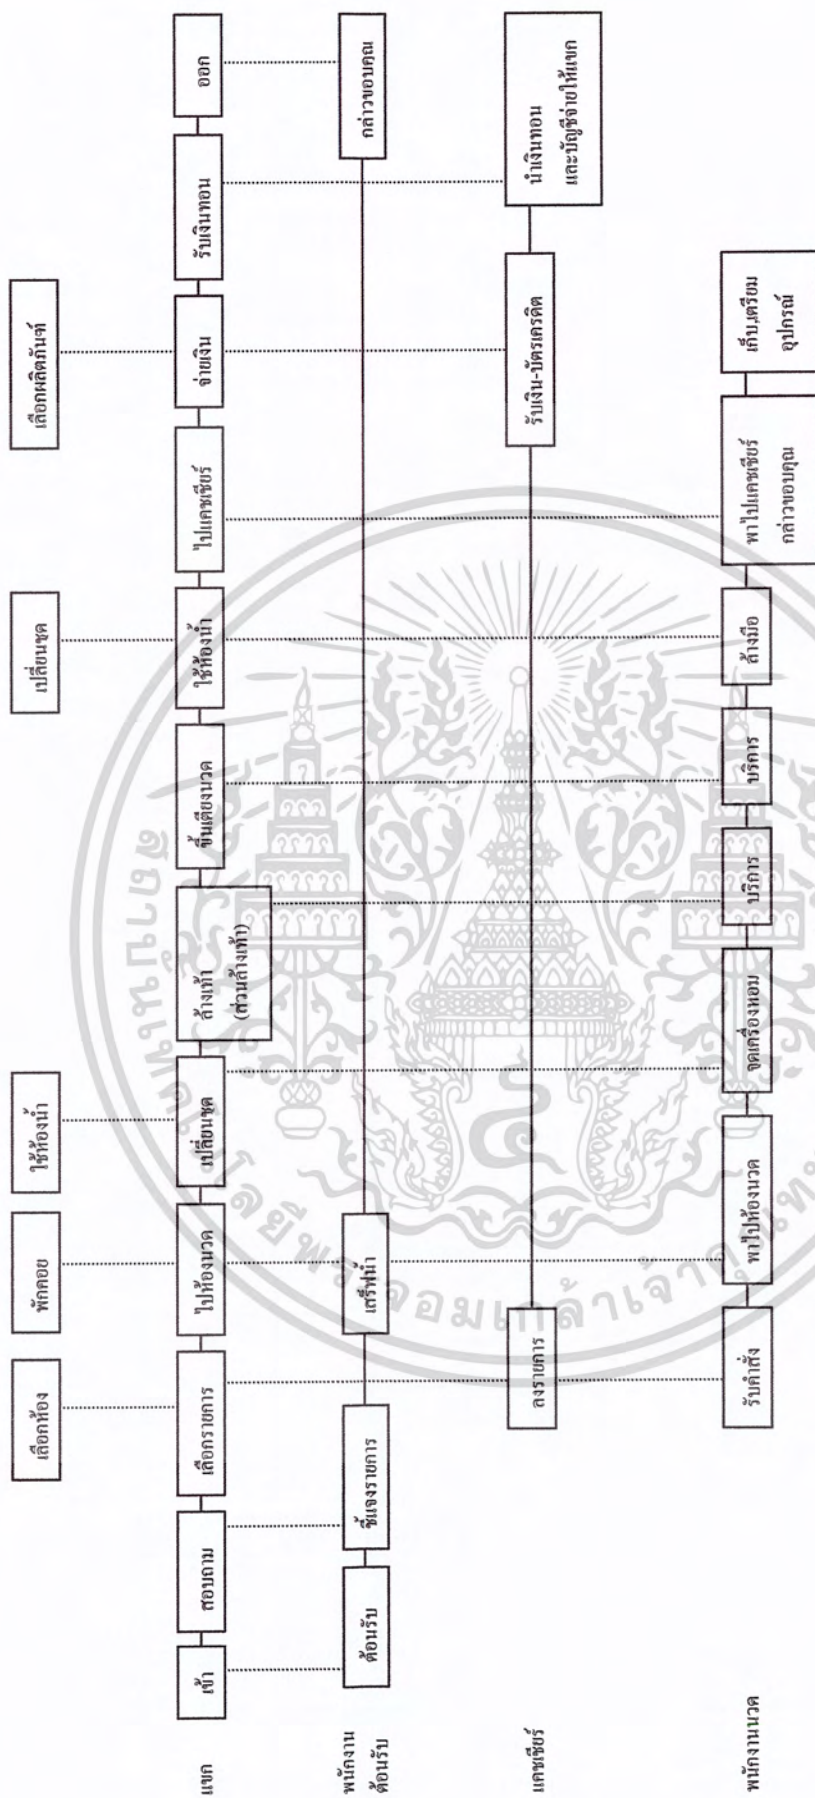 เลือกห้อง
พักคอย
ใช้ห้องน้ำ
เปลี่ยนชุด
เลือกผลิตภัณฑ์
แขก
เข้า
สอบถาม
เลือกรายการ
ไปห้องนวด
เปลี่ยนชุด
ล้างเท้า
(ส่วนล้างเท้า)
ขึ้นเตียงนวด
ใช้ห้องน้ำ
ไปแคชเชียร์
จ่ายเงิน
รับเงินทอน
ออก
พนักงาน
ต้อนรับ
ต้อนรับ
ชี้แจงรายการ
เสริฟน้ำ
กล่าวขอบคุณ
แคชเชียร์
ลงรายการ
รับเงิน-บัตรเครดิต
นำเงินทอน
และบัญชีจ่ายให้แขก
พนักงานนวด
รับคำสั่ง
พาไปห้องนวด
จุดเครื่องหอม
บริการ
บริการ
ล้างมือ
พาไปแคชเชียร์
กล่าวขอบคุณ
เก็บ,เตรียม
อุปกรณ์